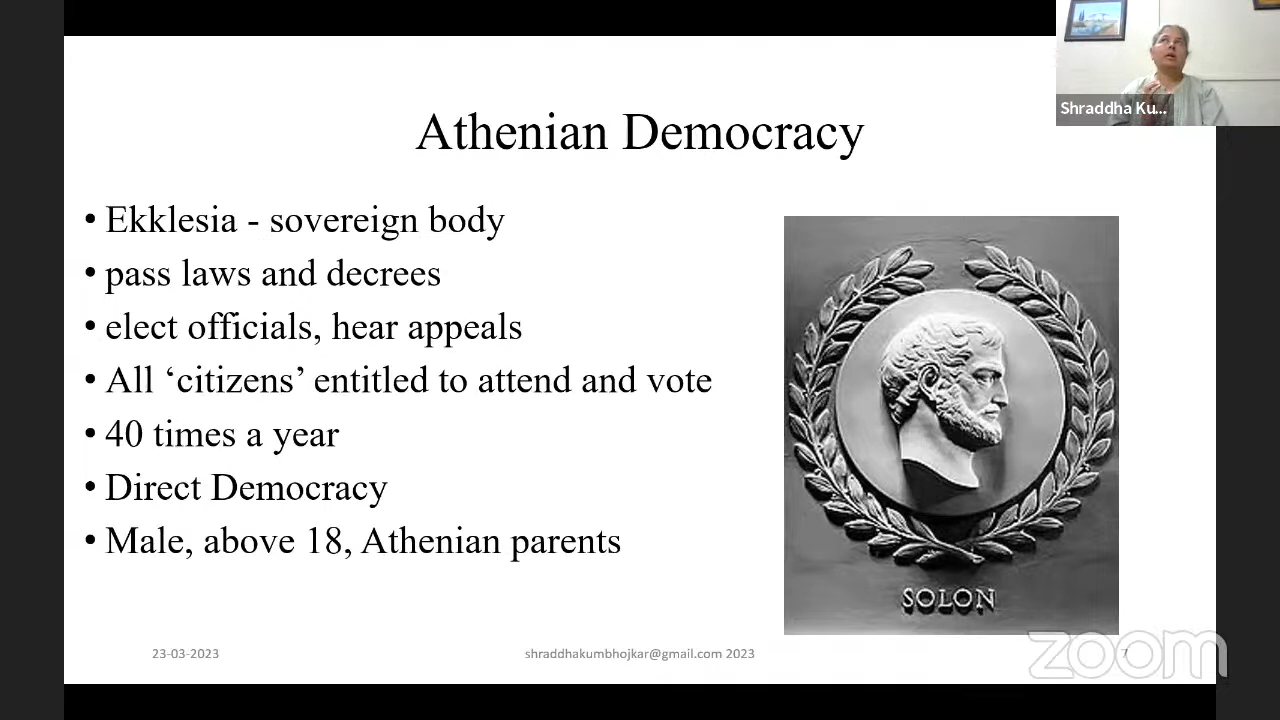 Shraddha Ku...
Athenian Democracy
• Ekklesia - sovereign body
• pass laws and decrees
• elect officials, hear appeals
• All ‘citizens’ entitled to attend and vote
• 40 times a year
• Direct Democracy
• Male, above 18, Athenian parents
SOLON
23-03-2023
shraddhakumbhojkar@gmail.com 2023
7
zoom